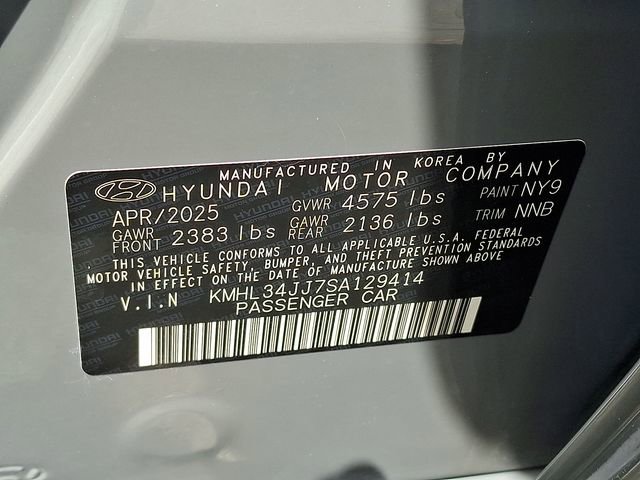 MANUFACTURED IN KOREA BY
HYUNDAI MOTOR COMPANY
APR/2025 GVWR 4575 lbs PAINT NY9
GAWR FRONT 2383 lbs GAWR REAR 2136 lbs TRIM NNB
THIS VEHICLE CONFORMS TO ALL APPLICABLE U.S.A. FEDERAL
MOTOR VEHICLE SAFETY, BUMPER, AND THEFT PREVENTION STANDARDS
IN EFFECT ON THE DATE OF MANUFACTURE SHOWN ABOVE
V.I.N KMHL34JJ7SA129414
PASSENGER CAR